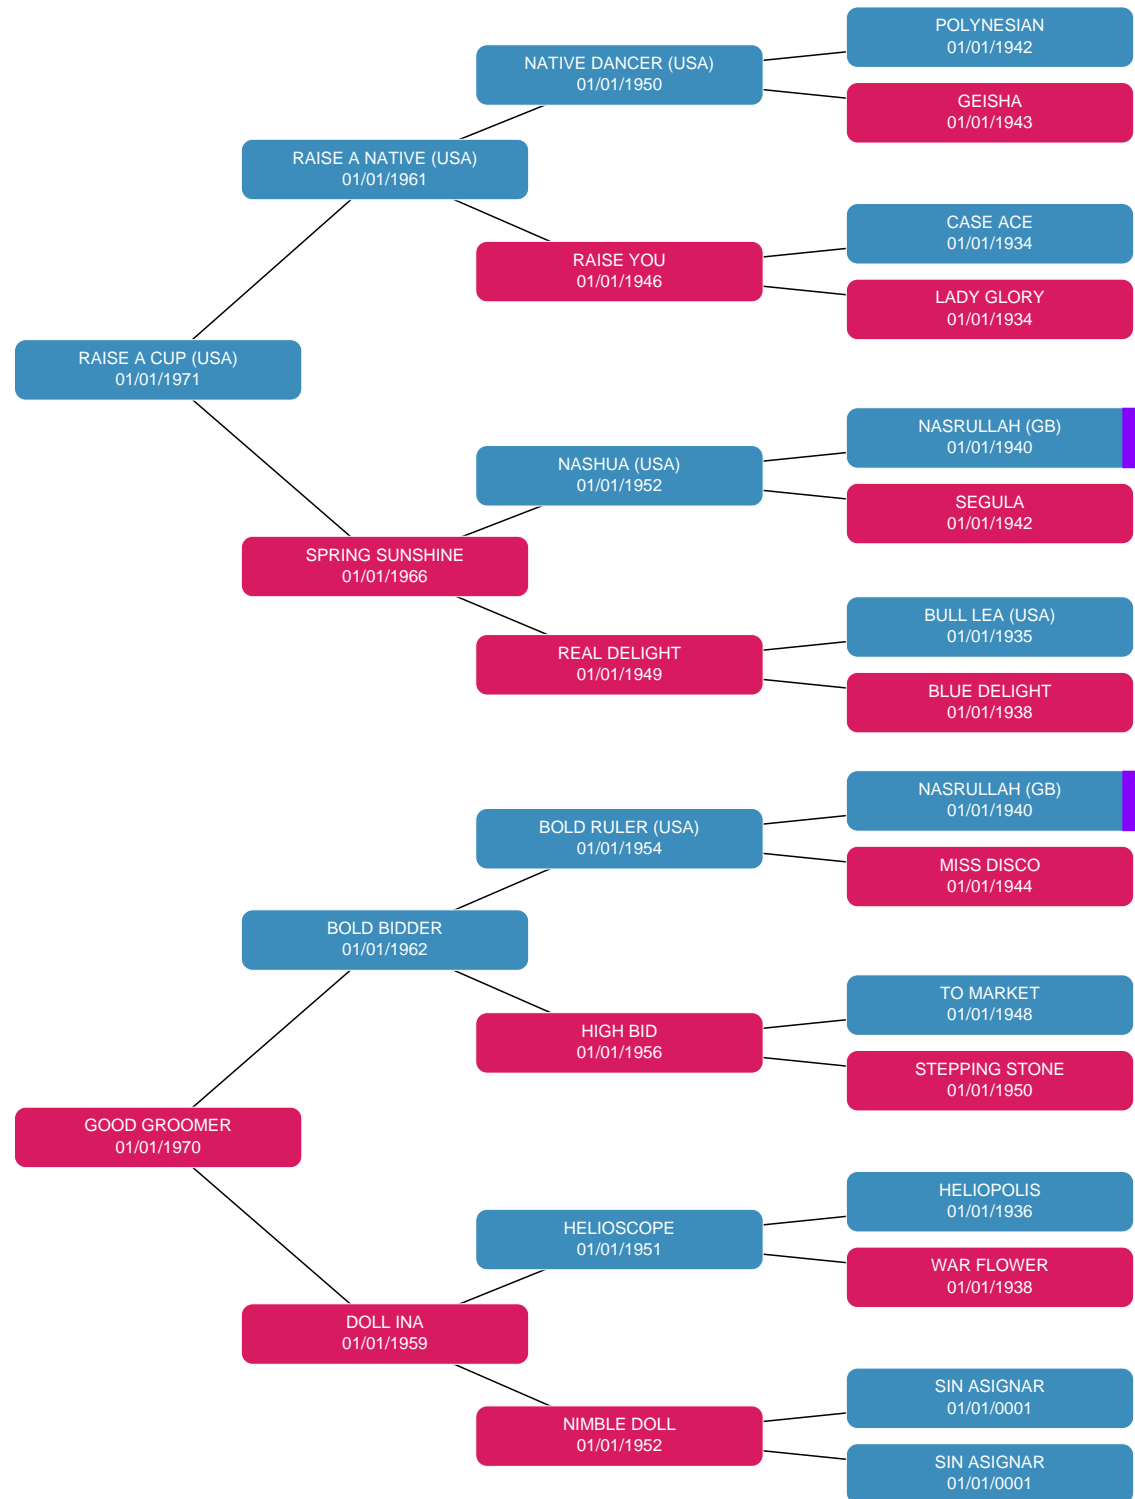 POLYNESIAN
01/01/1942
NATIVE DANCER (USA)
01/01/1950
GEISHA
01/01/1943
RAISE A NATIVE (USA)
01/01/1961
CASE ACE
01/01/1934
RAISE YOU
01/01/1946
LADY GLORY
01/01/1934
RAISE A CUP (USA)
01/01/1971
NASRULLAH (GB)
01/01/1940
NASHUA (USA)
01/01/1952
SEGULA
01/01/1942
SPRING SUNSHINE
01/01/1966
BULL LEA (USA)
01/01/1935
REAL DELIGHT
01/01/1949
BLUE DELIGHT
01/01/1938
NASRULLAH (GB)
01/01/1940
BOLD RULER (USA)
01/01/1954
MISS DISCO
01/01/1944
BOLD BIDDER
01/01/1962
TO MARKET
01/01/1948
HIGH BID
01/01/1956
STEPPING STONE
01/01/1950
GOOD GROOMER
01/01/1970
HELIOPOLIS
01/01/1936
HELIOSCOPE
01/01/1951
WAR FLOWER
01/01/1938
DOLL INA
01/01/1959
SIN ASIGNAR
01/01/0001
NIMBLE DOLL
01/01/1952
SIN ASIGNAR
01/01/0001